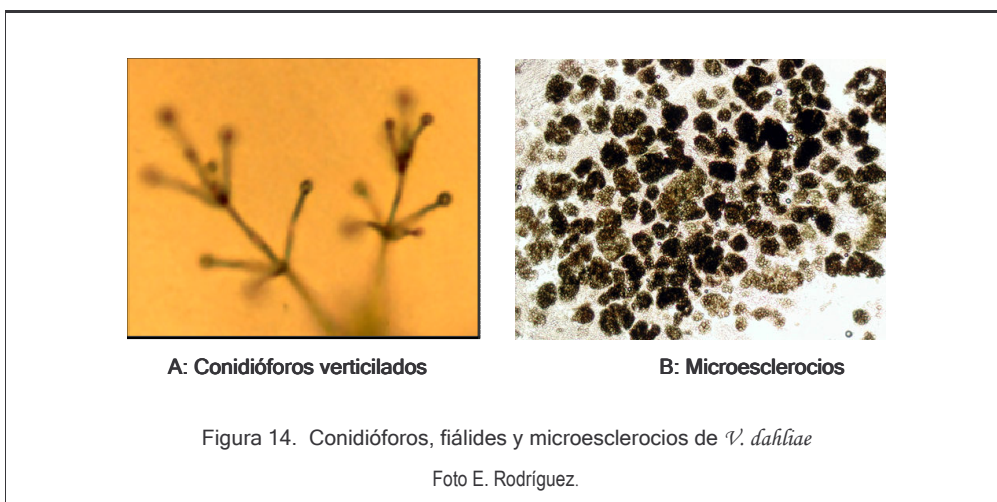 A: Conidióforos verticilados
B: Microesclerocios
Figura 14. Conidióforos, fiálides y microesclerocios de V. dahliae
Foto E. Rodríguez.